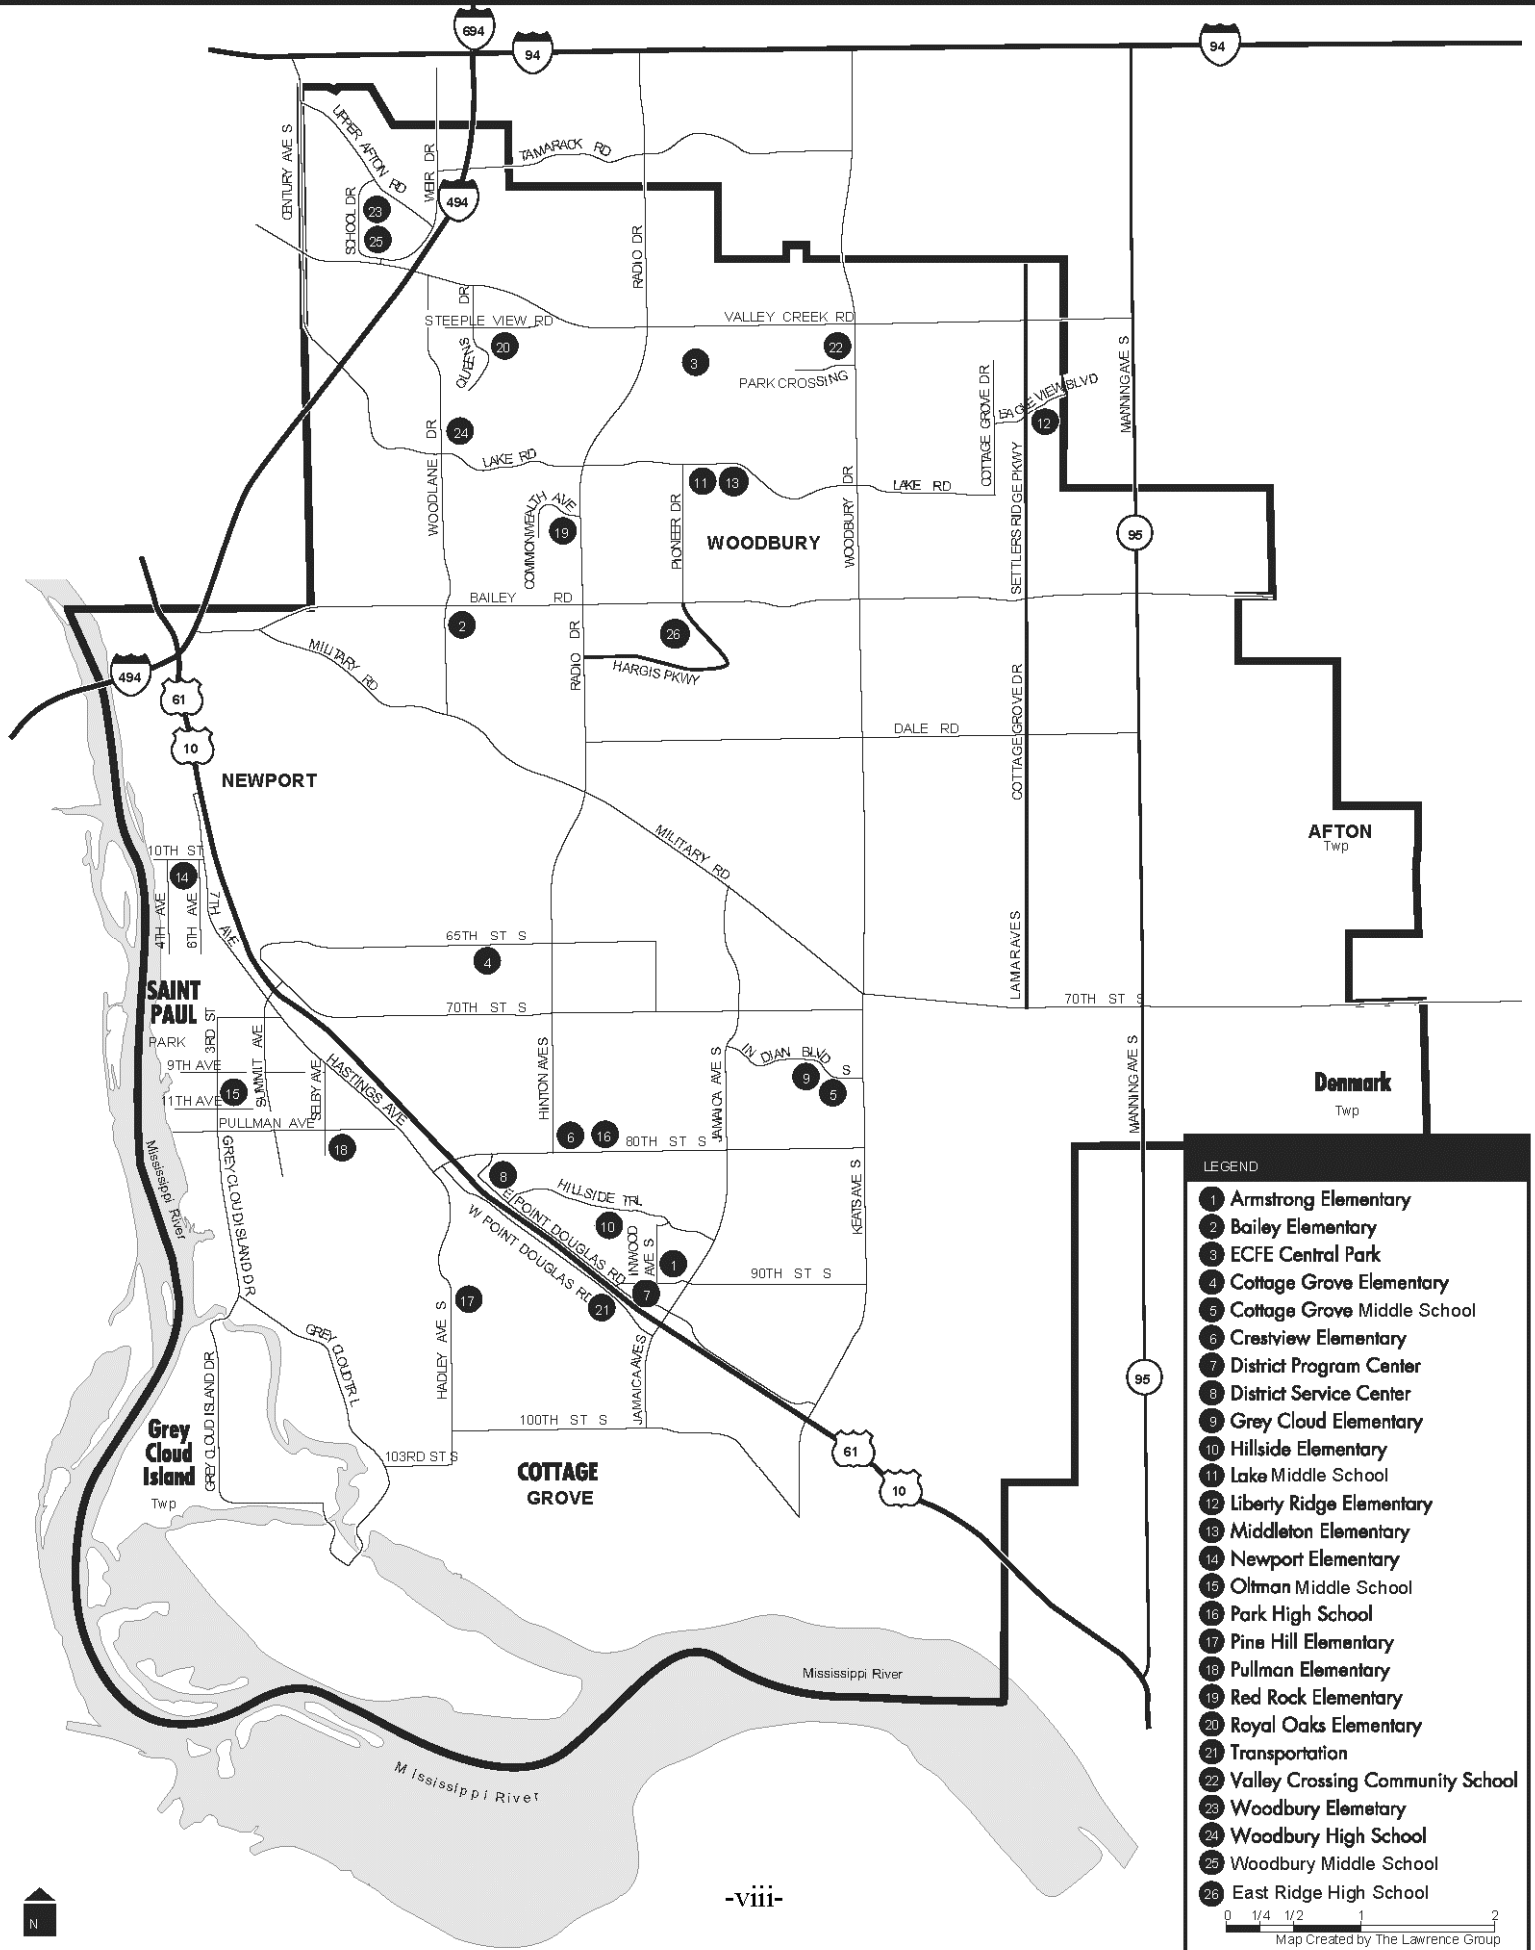 694
94
94
UPPER AFTON RD
CENTURY AVE S
WEIR DR
TAMARACK RD
SCHOOL DR
23
494
25
RADIO DR
DR
STEEPLE VIEW RD
VALLEY CREEK RD
QUEENS
20
3
22
PARK CROSSING
MANNING AVE S
COTTAGE GROVE DR
EAGLE VIEW BLVD
12
DR
24
LAKE RD
WOODLANE
11
13
LAKE RD
WOODBURY DR
COMMONWEALTH AVE
19
PIONEER DR
WOODBURY
SETTLERS RIDGE PKWY
95
BAILEY RD
2
26
MILITARY RD
RADIO DR
HARGIS PKWY
494
61
10
COTTAGE GROVE DR
DALE RD
NEWPORT
MILITARY RD
AFTON
Twp
10TH ST
14
4TH AVE
6TH AVE
7TH AVE
65TH ST S
4
LAMAR AVE S
SAINT
PAUL
PARK
70TH ST S
70TH ST S
3RD ST
SUMMIT AVE
9TH AVE
SELBY AVE
HASTINGS AVE
HINTON AVE S
JAMAICA AVE S
INDIAN BLVD S
9
5
MANNING AVE S
Denmark
Twp
15
11TH AVE
PULLMAN AVE
18
6
16
80TH ST S
Mississippi River
GREY CLOUD ISLAND DR
8
HILLSIDE TRL
E POINT DOUGLAS RD
W POINT DOUGLAS RD
10
INWOOD
AVE S
1
KEATS AVE S
90TH ST S
7
21
17
HADLEY AVE S
GREY CLOUD TRL
GREY CLOUD ISLAND DR
JAMAICA AVE S
95
100TH ST S
103RD ST S
61
10
Grey
Cloud
Island
Twp
COTTAGE
GROVE
Mississippi River
Mississippi River
LEGEND
1 Armstrong Elementary
2 Bailey Elementary
3 ECFE Central Park
4 Cottage Grove Elementary
5 Cottage Grove Middle School
6 Crestview Elementary
7 District Program Center
8 District Service Center
9 Grey Cloud Elementary
10 Hillside Elementary
11 Lake Middle School
12 Liberty Ridge Elementary
13 Middleton Elementary
14 Newport Elementary
15 Oltman Middle School
16 Park High School
17 Pine Hill Elementary
18 Pullman Elementary
19 Red Rock Elementary
20 Royal Oaks Elementary
21 Transportation
22 Valley Crossing Community School
23 Woodbury Elemetary
24 Woodbury High School
25 Woodbury Middle School
26 East Ridge High School
0 1/4 1/2 1 2
Map Created by The Lawrence Group
N
-viii-